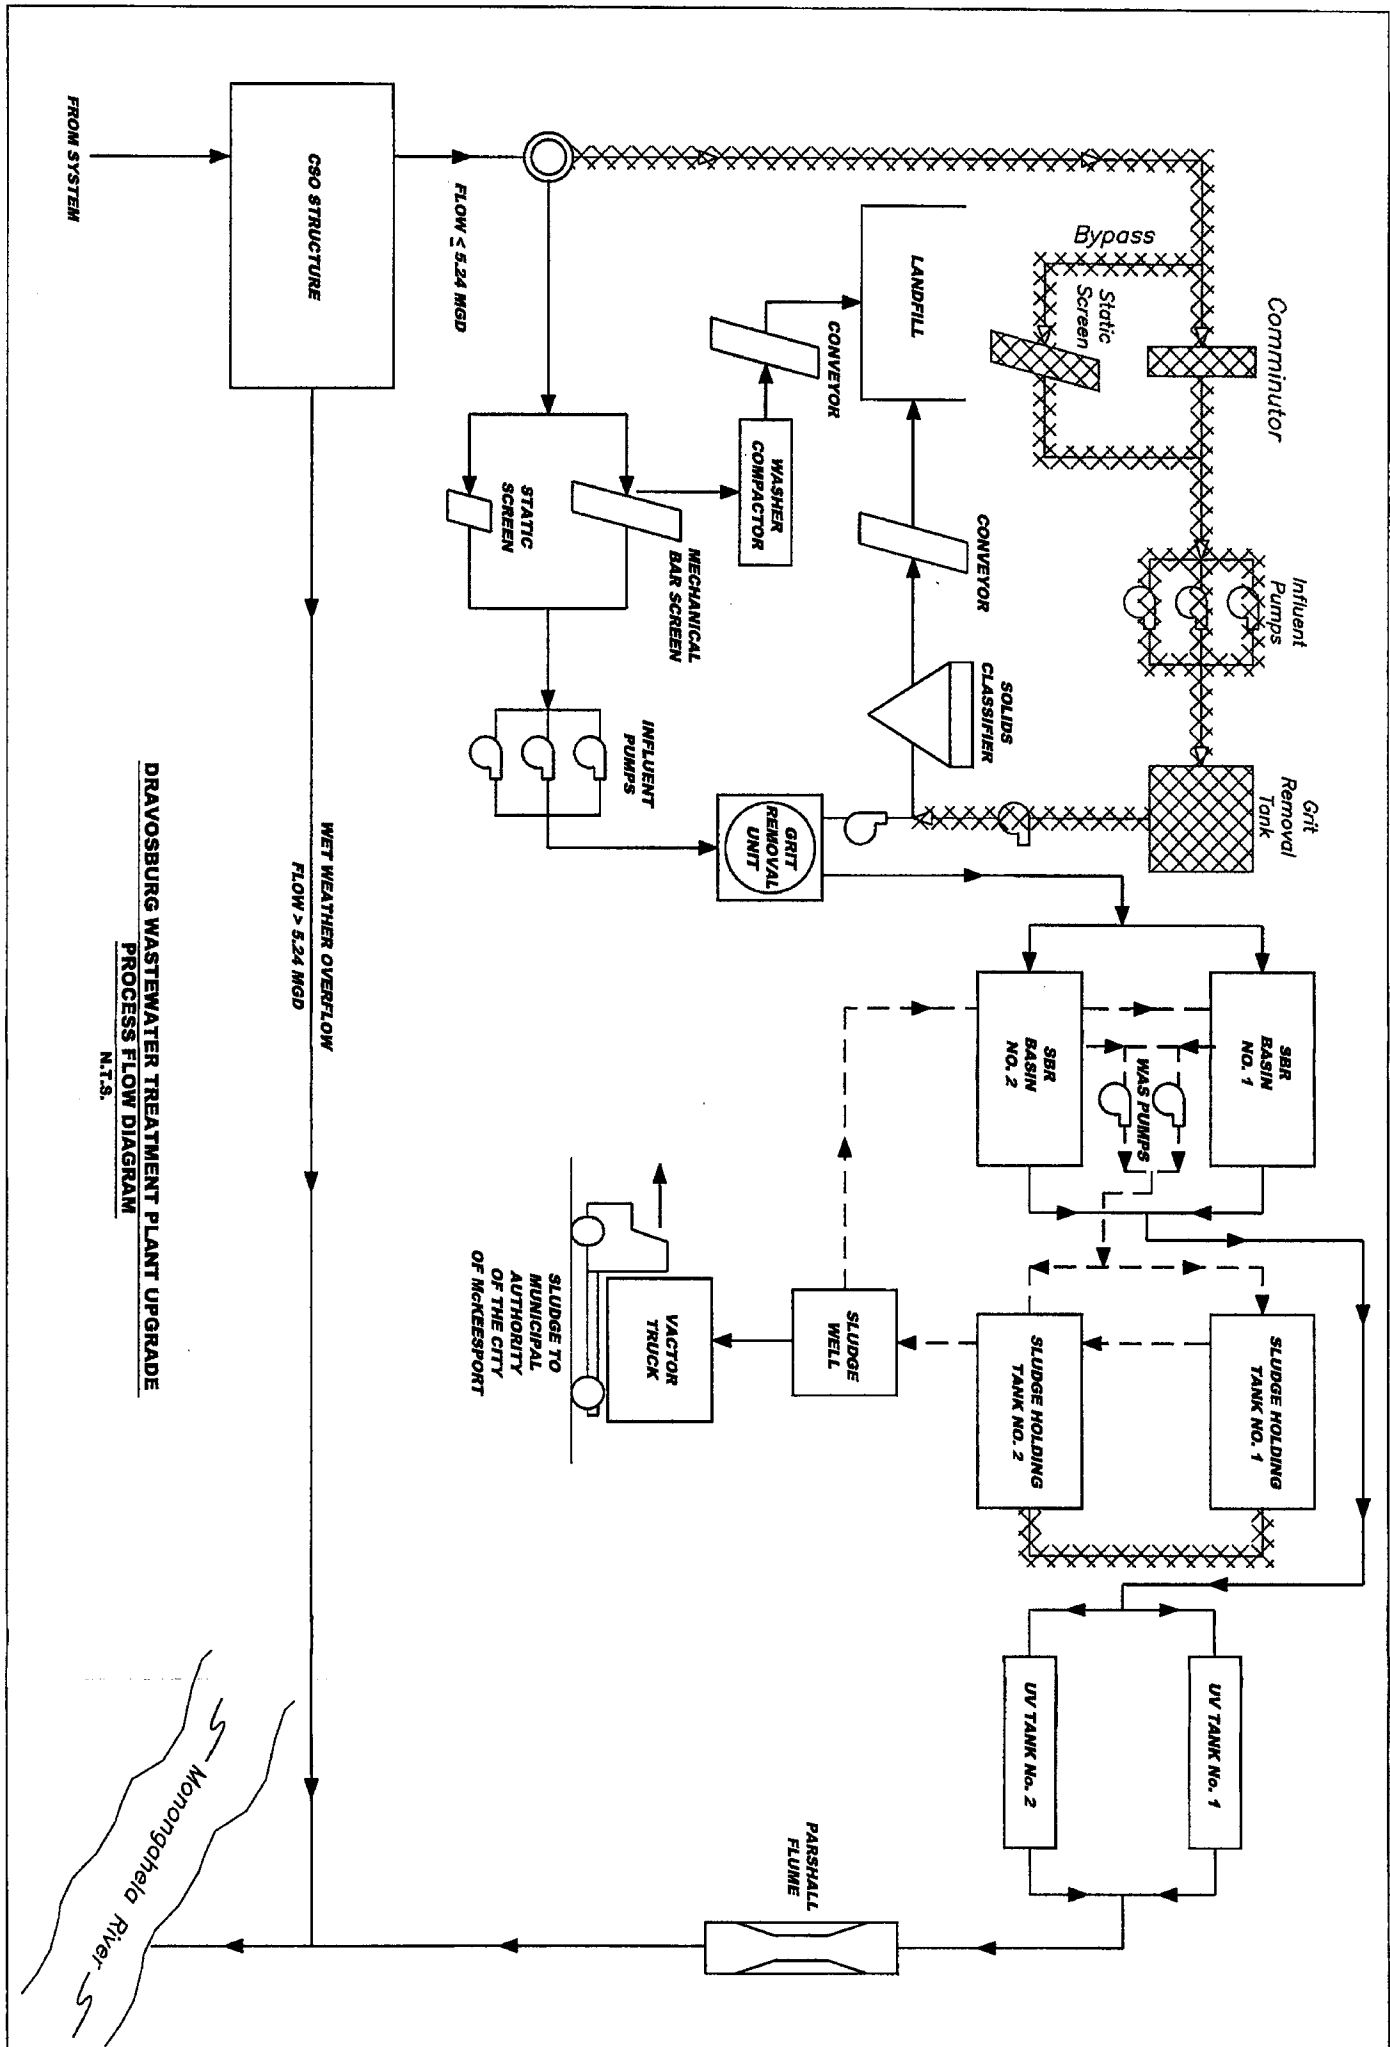 Comminutor
Influent
Pumps
Grit
Removal
Tank
Bypass
Static
Screen
LANDFILL
CONVEYOR
CONVEYOR
SOLIDS
CLASSIFIER
WASHER
COMPACTOR
MECHANICAL
BAR SCREEN
STATIC
SCREEN
INFLUENT
PUMPS
GRIT
REMOVAL
UNIT
SBR
BASIN
NO. 1
WAS PUMPS
SBR
BASIN
NO. 2
SLUDGE HOLDING
TANK NO. 1
SLUDGE HOLDING
TANK NO. 2
UV TANK No. 1
UV TANK No. 2
SLUDGE
WELL
VACTOR
TRUCK
SLUDGE TO
MUNICIPAL
AUTHORITY
OF THE CITY
OF McKEESPORT
PARSHALL
FLUME
FLOW ≤ 5.24 MGD
CSO STRUCTURE
FROM SYSTEM
WET WEATHER OVERFLOW
FLOW > 5.24 MGD
Monongahela River
DRAVOSBURG WASTEWATER TREATMENT PLANT UPGRADE
PROCESS FLOW DIAGRAM
N.T.S.